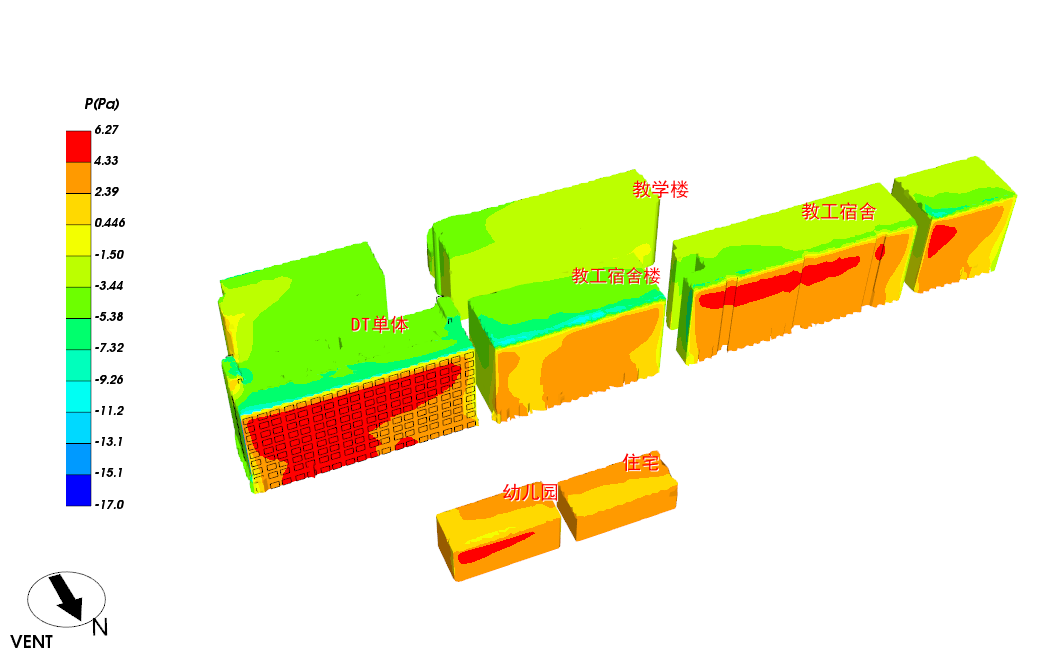 P(Pa)
6.27
4.33
2.39
0.446
-1.50
-3.44
-5.38
-7.32
-9.26
-11.2
-13.1
-15.1
-17.0
教学楼
教工宿舍
教工宿舍楼
DT单体
住宅
幼儿园
N
VENT